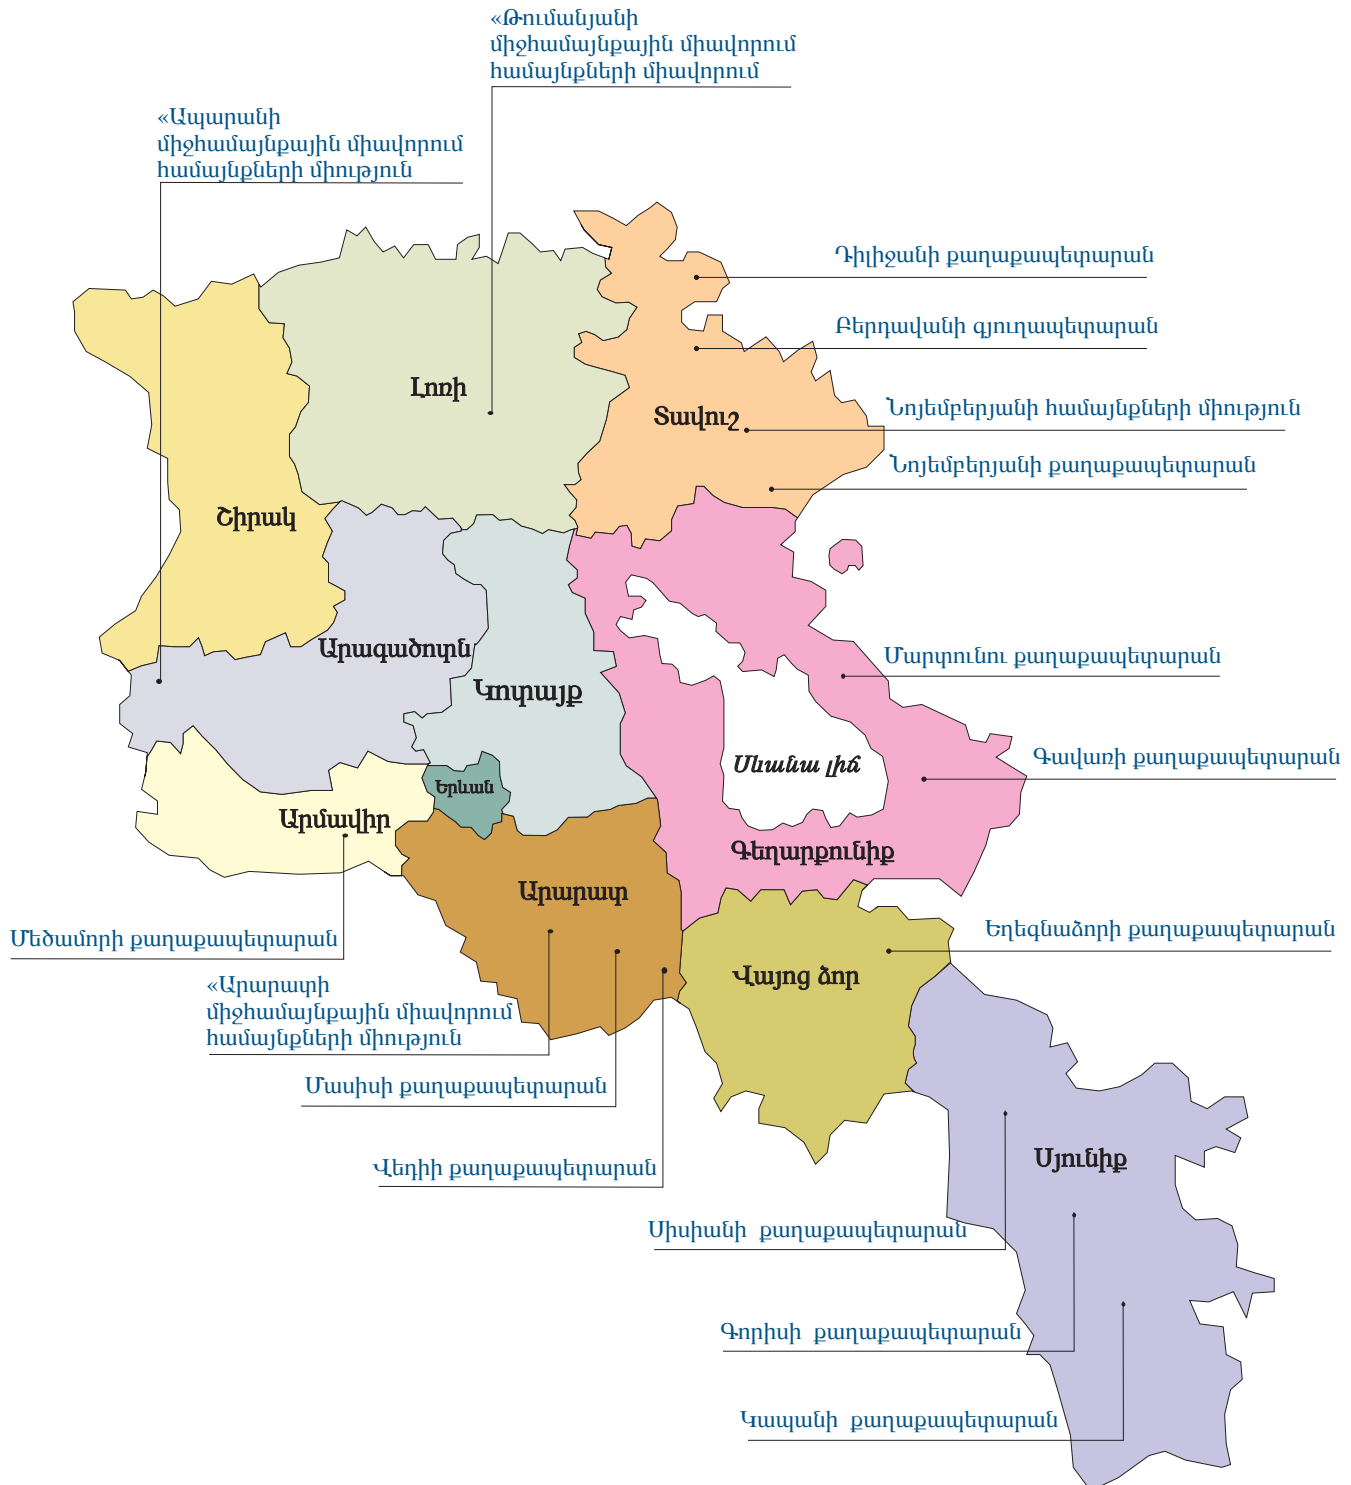 «Թումանյանի
միջհամայնքային միավորում
համայնքների միավորում
«Ապարանի
միջհամայնքային միավորում
համայնքների միություն
Դիլիջանի քաղաքապետարան
Բերդավանի գյուղապետարան
Լոռի
Նոյեմբերյանի համայնքների միություն
Տավուշ
Նոյեմբերյանի քաղաքապետարան
Շիրակ
Արագածոտն
Մարտունու քաղաքապետարան
Կոտայք
Գավառի քաղաքապետարան
Սևանա լիճ
Երևան
Արմավիր
Գեղարքունիք
Արարատ
Եղեգնաձորի քաղաքապետարան
Մեծամորի քաղաքապետարան
Վայոց ձոր
«Արարատի
միջհամայնքային միավորում
համայնքների միություն
Մասիսի քաղաքապետարան
Սյունիք
Վեդիի քաղաքապետարան
Սիսիանի քաղաքապետարան
Գորիսի քաղաքապետարան
Կապանի քաղաքապետարան